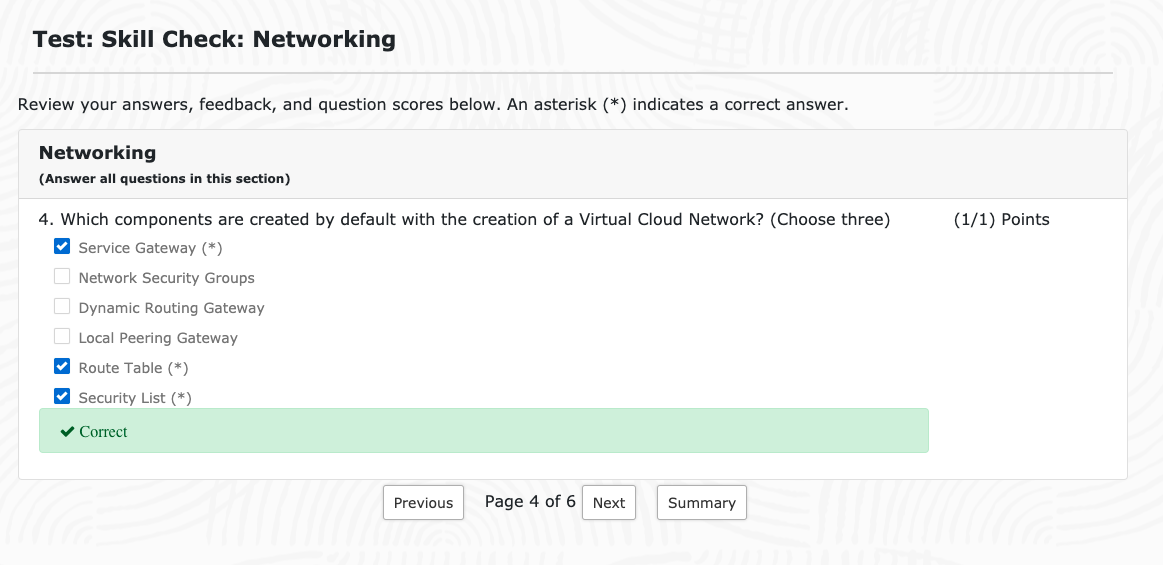 Test: Skill Check: Networking
Review your answers, feedback, and question scores below. An asterisk (*) indicates a correct answer.
Networking
(Answer all questions in this section)
4. Which components are created by default with the creation of a Virtual Cloud Network? (Choose three) (1/1) Points
Service Gateway (*)
Network Security Groups
Dynamic Routing Gateway
Local Peering Gateway
Route Table (*)
Security List (*)
Correct
Previous Page 4 of 6 Next Summary